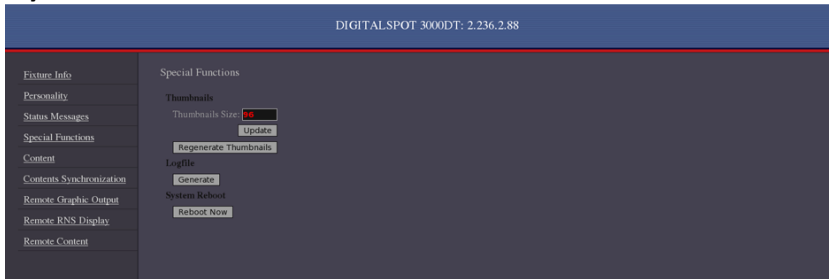 DIGITALSPOT 3000DT: 2.236.2.88
Fixture Info
Personality
Status Messages
Special Functions
Content
Contents Synchronization
Remote Graphic Output
Remote RNS Display
Remote Content
Special Functions
Thumbnails
Thumbnails Size: 96
Update
Regenerate Thumbnails
Logfile
Generate
System Reboot
Reboot Now